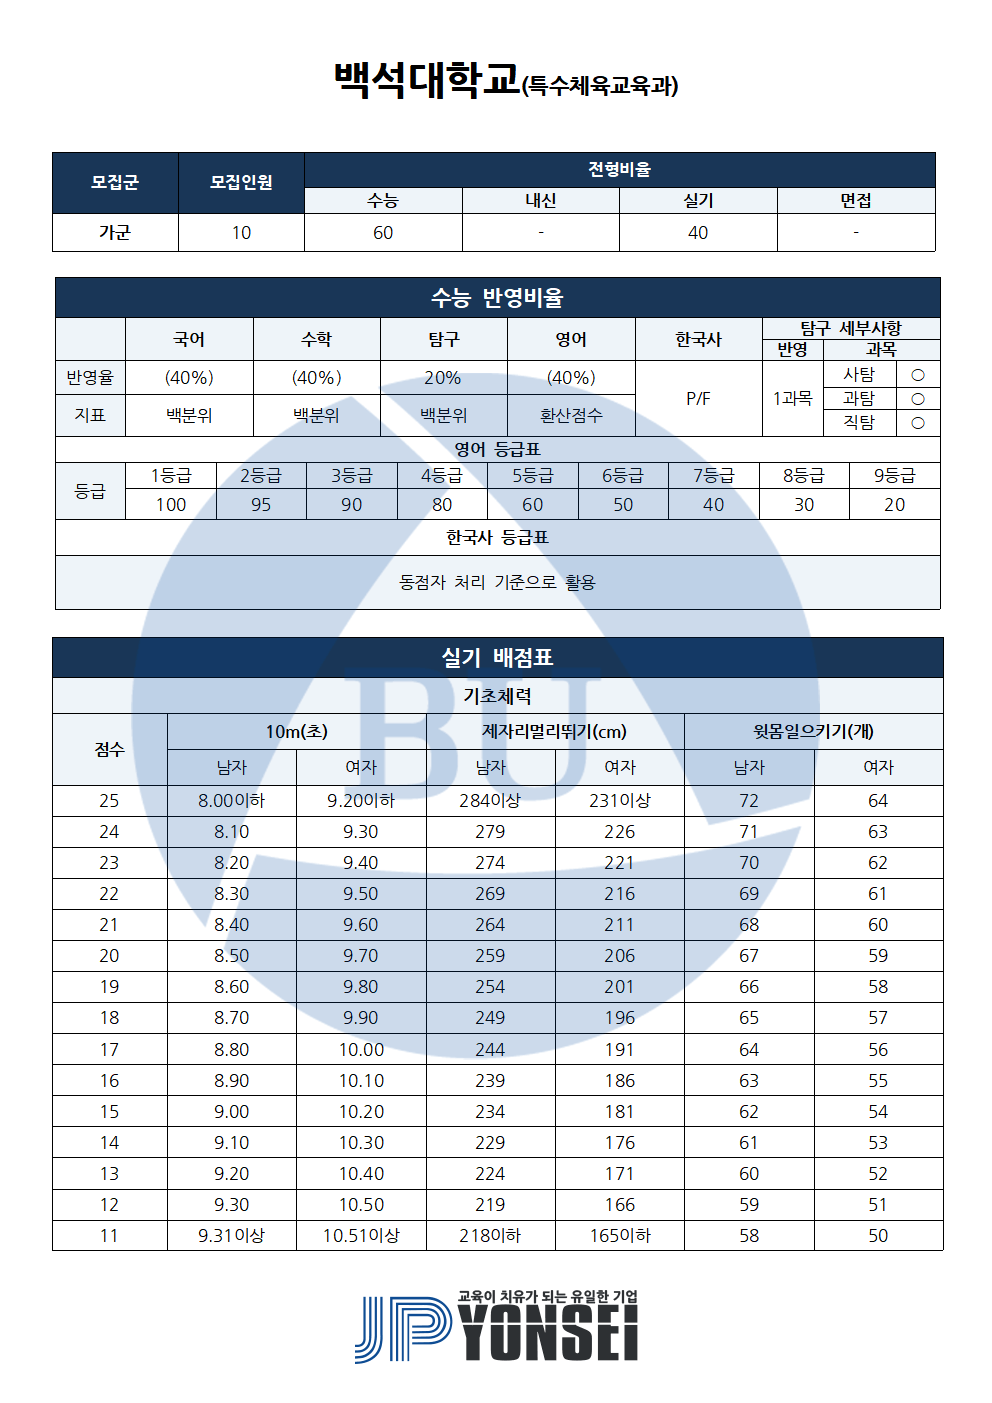 백석대학교(특수체육교육과)
모집군 모집인원 전형비율
수능 내신 실기 면접
가군 10 60 - 40 -
수능 반영비율
국어 수학 탐구 영어 한국사 탐구 세부사항
반영 과목
반영율 (40%) (40%) 20% (40%) P/F 1과목 사탐 ○
지표 백분위 백분위 백분위 환산점수 과탐 ○
직탐 ○
영어 등급표
등급 1등급 2등급 3등급 4등급 5등급 6등급 7등급 8등급 9등급
100 95 90 80 60 50 40 30 20
한국사 등급표
동점자 처리 기준으로 활용
실기 배점표
기초체력
점수 10m(초) 제자리멀리뛰기(cm) 윗몸일으키기(개)
남자 여자 남자 여자 남자 여자
25 8.00이하 9.20이하 284이상 231이상 72 64
24 8.10 9.30 279 226 71 63
23 8.20 9.40 274 221 70 62
22 8.30 9.50 269 216 69 61
21 8.40 9.60 264 211 68 60
20 8.50 9.70 259 206 67 59
19 8.60 9.80 254 201 66 58
18 8.70 9.90 249 196 65 57
17 8.80 10.00 244 191 64 56
16 8.90 10.10 239 186 63 55
15 9.00 10.20 234 181 62 54
14 9.10 10.30 229 176 61 53
13 9.20 10.40 224 171 60 52
12 9.30 10.50 219 166 59 51
11 9.31이상 10.51이상 218이하 165이하 58 50
BU
교육이 치유가 되는 유일한 기업
JP YONSEI